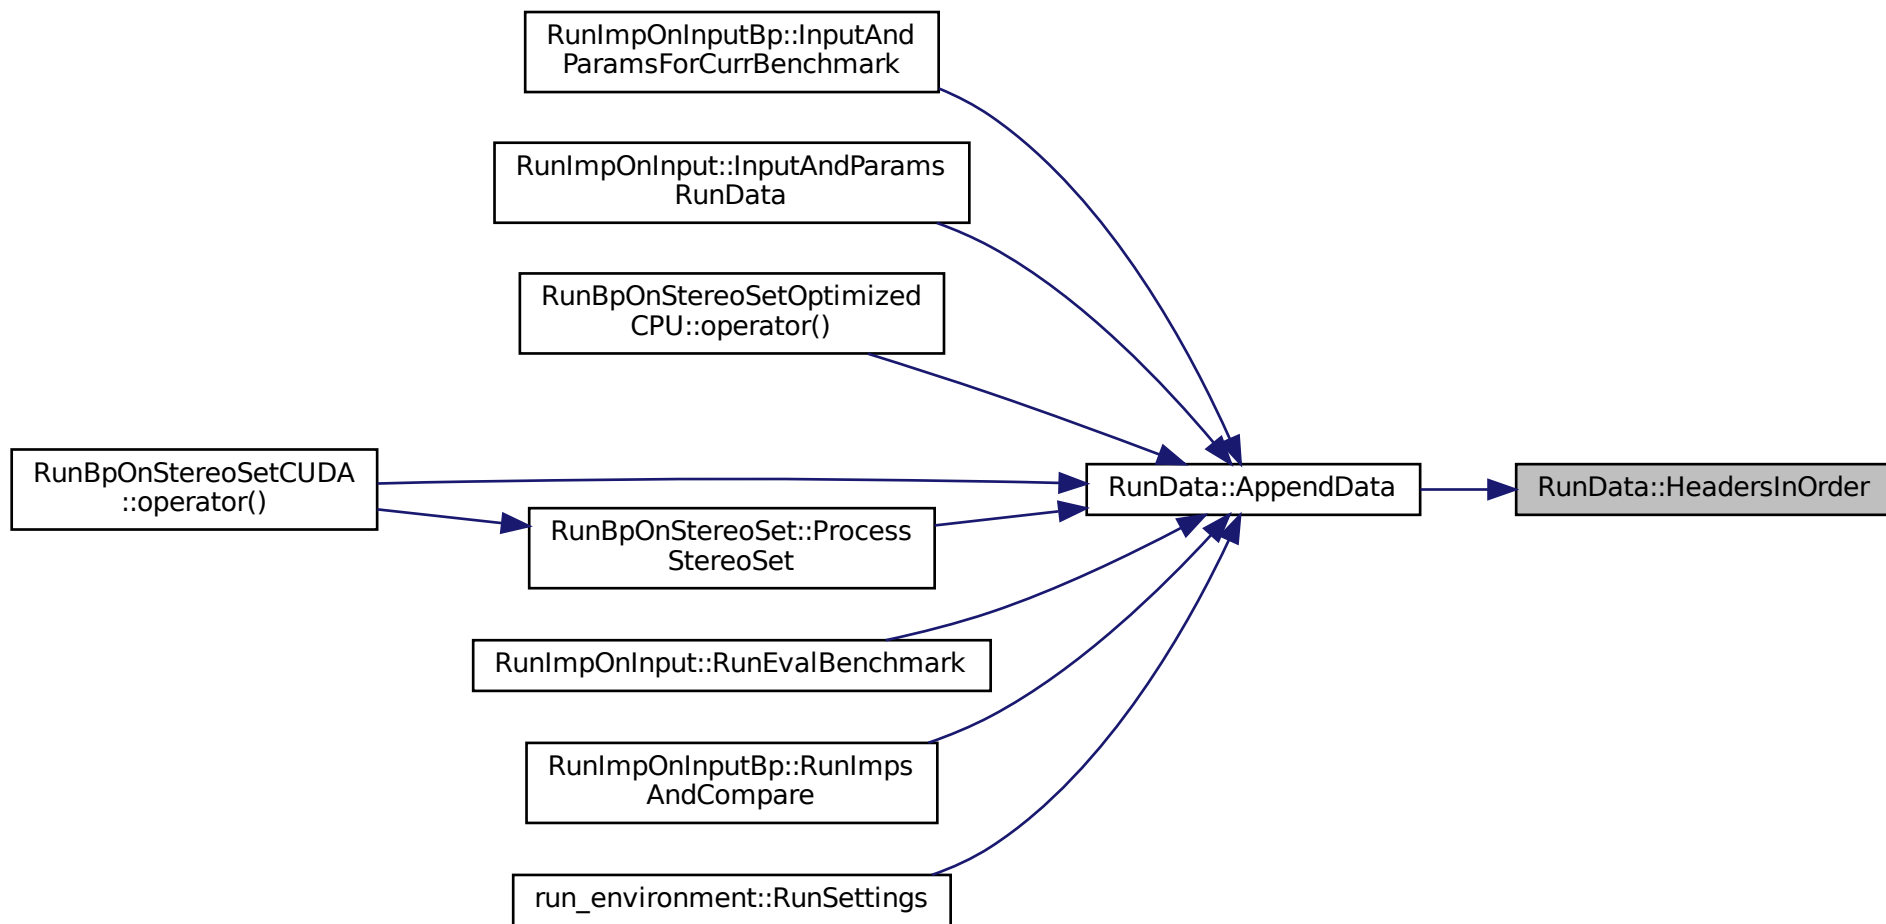 RunImpOnInputBp::InputAnd
ParamsForCurrBenchmark
RunImpOnInput::InputAndParams
RunData
RunBpOnStereoSetOptimized
CPU::operator()
RunBpOnStereoSetCUDA
::operator()
RunBpOnStereoSet::Process
StereoSet
RunData::AppendData
RunData::HeadersInOrder
RunImpOnInput::RunEvalBenchmark
RunImpOnInputBp::RunImps
AndCompare
run_environment::RunSettings